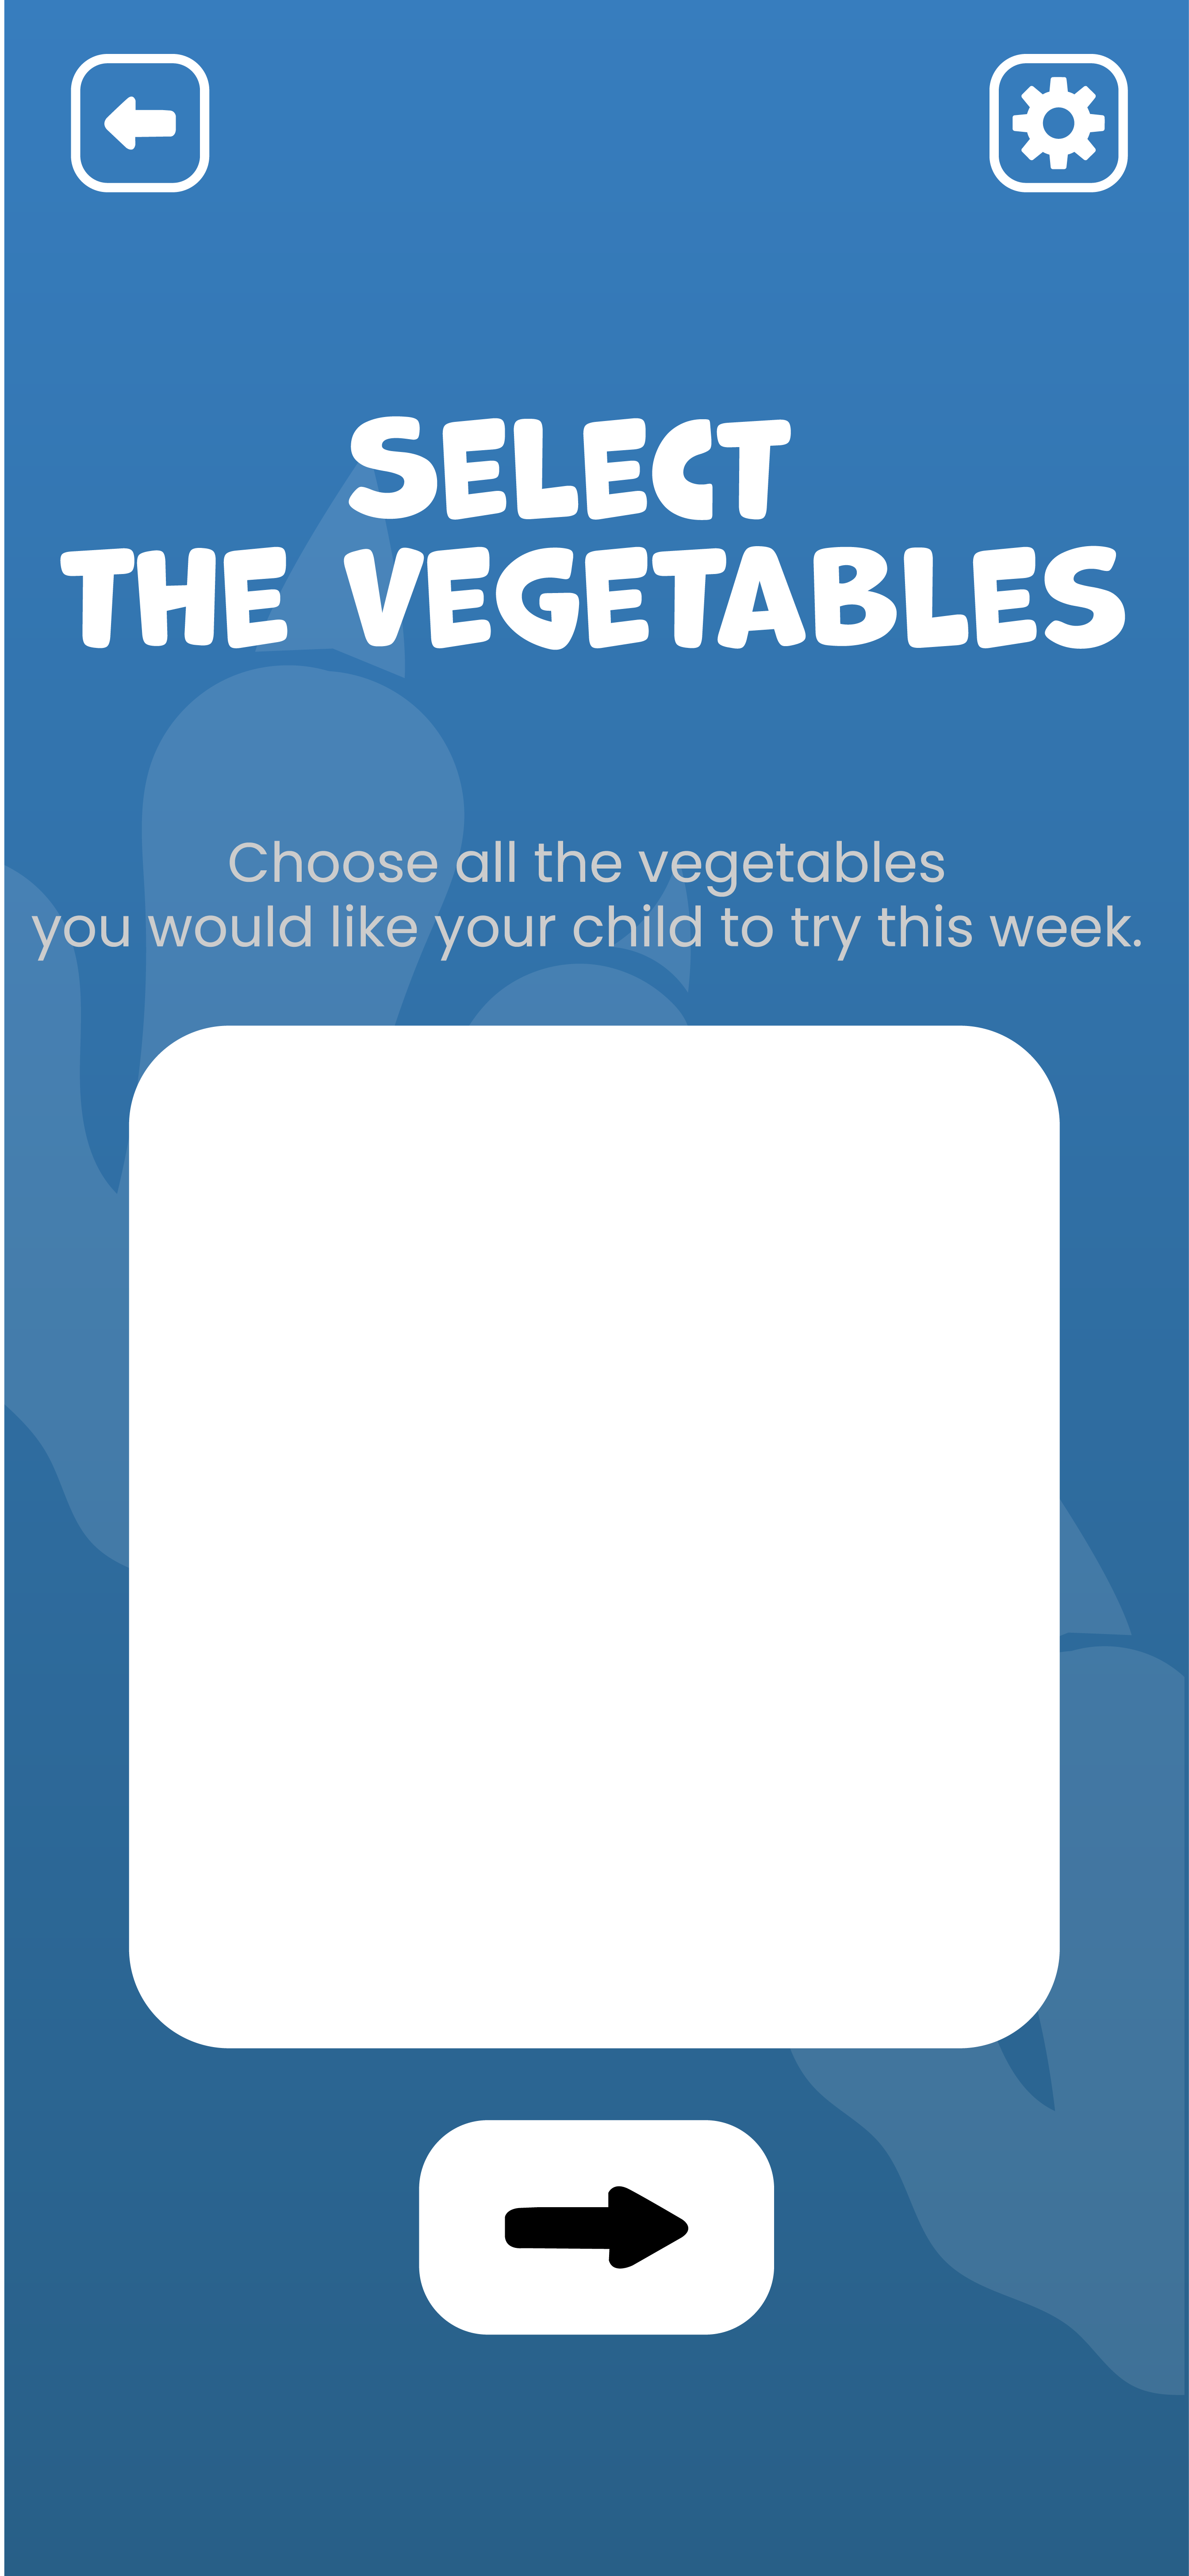 SELECT
THE VEGETABLES
Choose all the vegetables
you would like your child to try this week.